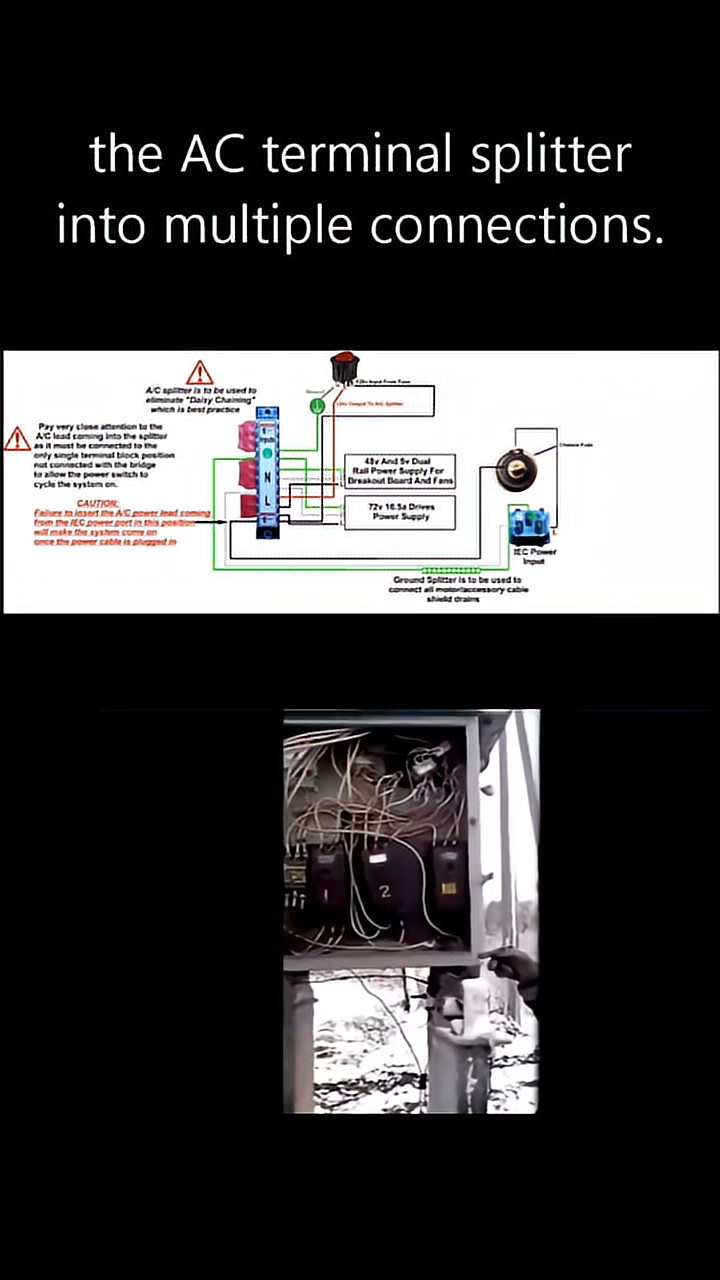 the AC terminal splitter
into multiple connections.
A/C splitter is to be used to
eliminate "Daisy Chaining"
which is best practice
Pay very close attention to the
A/C lead coming into the splitter
as it must be connected to the
only single terminal block position
not connected with the bridge
to allow the power switch to
cycle the system on.
CAUTION:
Failure to insert the A/C power lead coming
from the IEC power port in this position
will make the system come on
once the power cable is plugged in
N
L
48v And 5v Dual
Rail Power Supply For
Breakout Board And Fans
72v 16.5a Drives
Power Supply
Chassis Fuse
IEC Power
Input
Ground Splitter is to be used to
connect all motor/accessory cable
shield drains
1
2